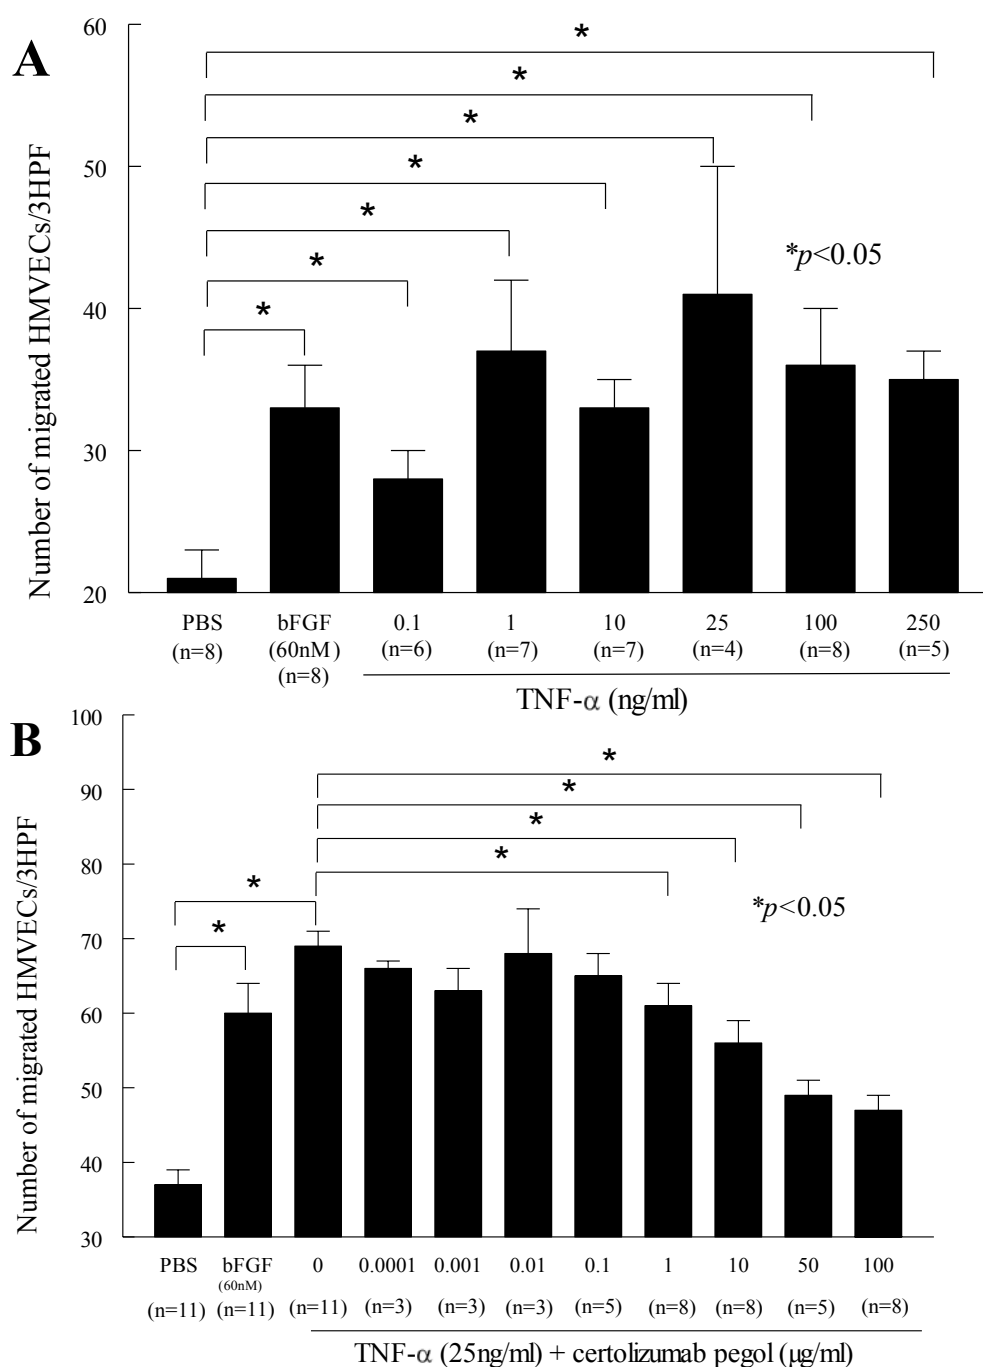 A
Number of migrated HMVECs/3HPF
60
50
40
30
20
*
*
*
*
*
*
*
*p<0.05
PBS bFGF 0.1 1 10 25 100 250
(n=8) (60nM) (n=6) (n=7) (n=7) (n=4) (n=8) (n=5)
(n=8)
TNF-α (ng/ml)
B
Number of migrated HMVECs/3HPF
100
90
80
70
60
50
40
30
*
*
*
*
*
*
*p<0.05
PBS bFGF 0 0.0001 0.001 0.01 0.1 1 10 50 100
(60nM)
(n=11) (n=11) (n=11) (n=3) (n=3) (n=3) (n=5) (n=8) (n=8) (n=5) (n=8)
TNF-α (25ng/ml) + certolizumab pegol (μg/ml)